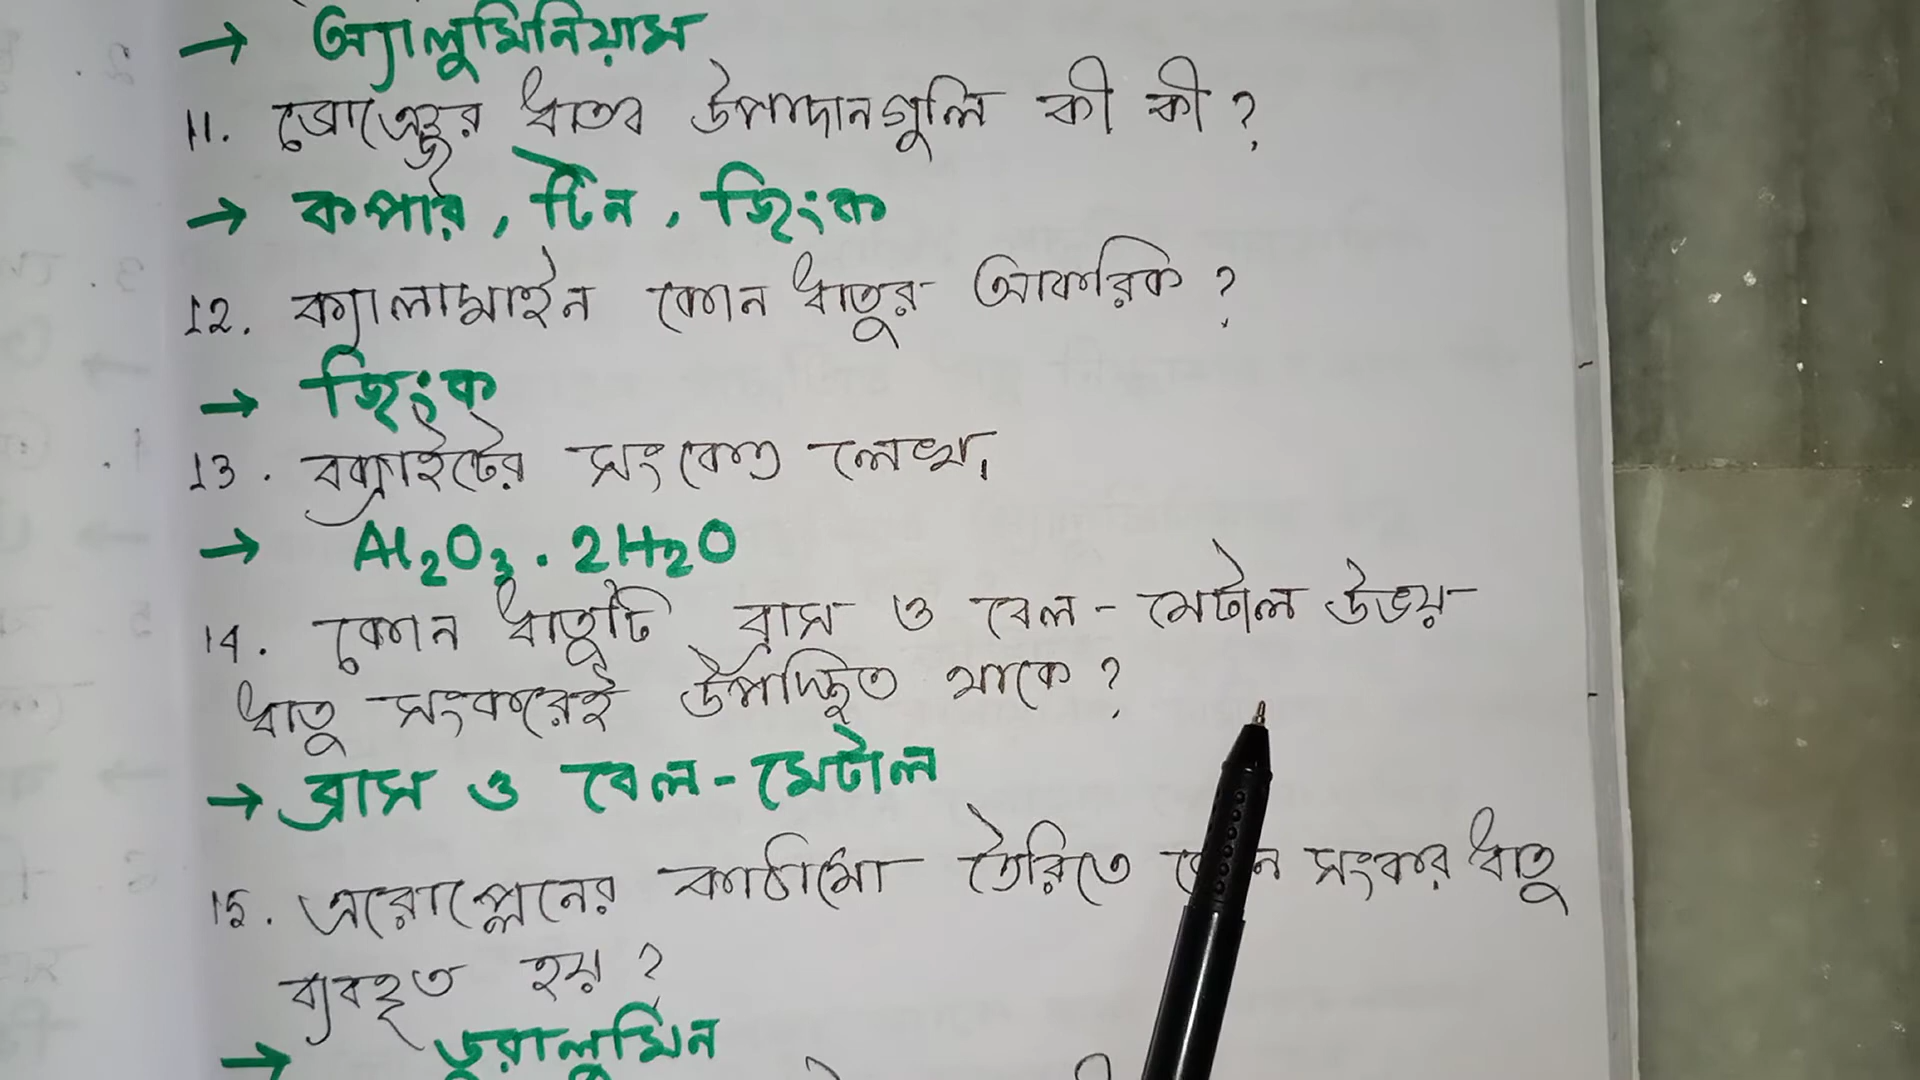 → অ্যালুমিনিয়াম
11. ব্রোঞ্জের ধাতব উপাদানগুলি কী কী ?
→ কপার, টিন, জিংক
12. ক্যালামাইন কোন ধাতুর আকরিক ?
→ জিংক
13. বক্সাইটের সংকেত লেখ।
→ Al₂O₃ . 2H₂O
14. কোন ধাতুটি ব্রাস ও বেল - মেটাল উভয়
ধাতু সংকরেই উপস্থিত থাকে ?
→ ব্রাস ও বেল - মেটাল
15. এরোপ্লেনের কাঠামো তৈরিতে সংকর ধাতু
ব্যবহৃত হয় ?
→ ডুরালুমিন